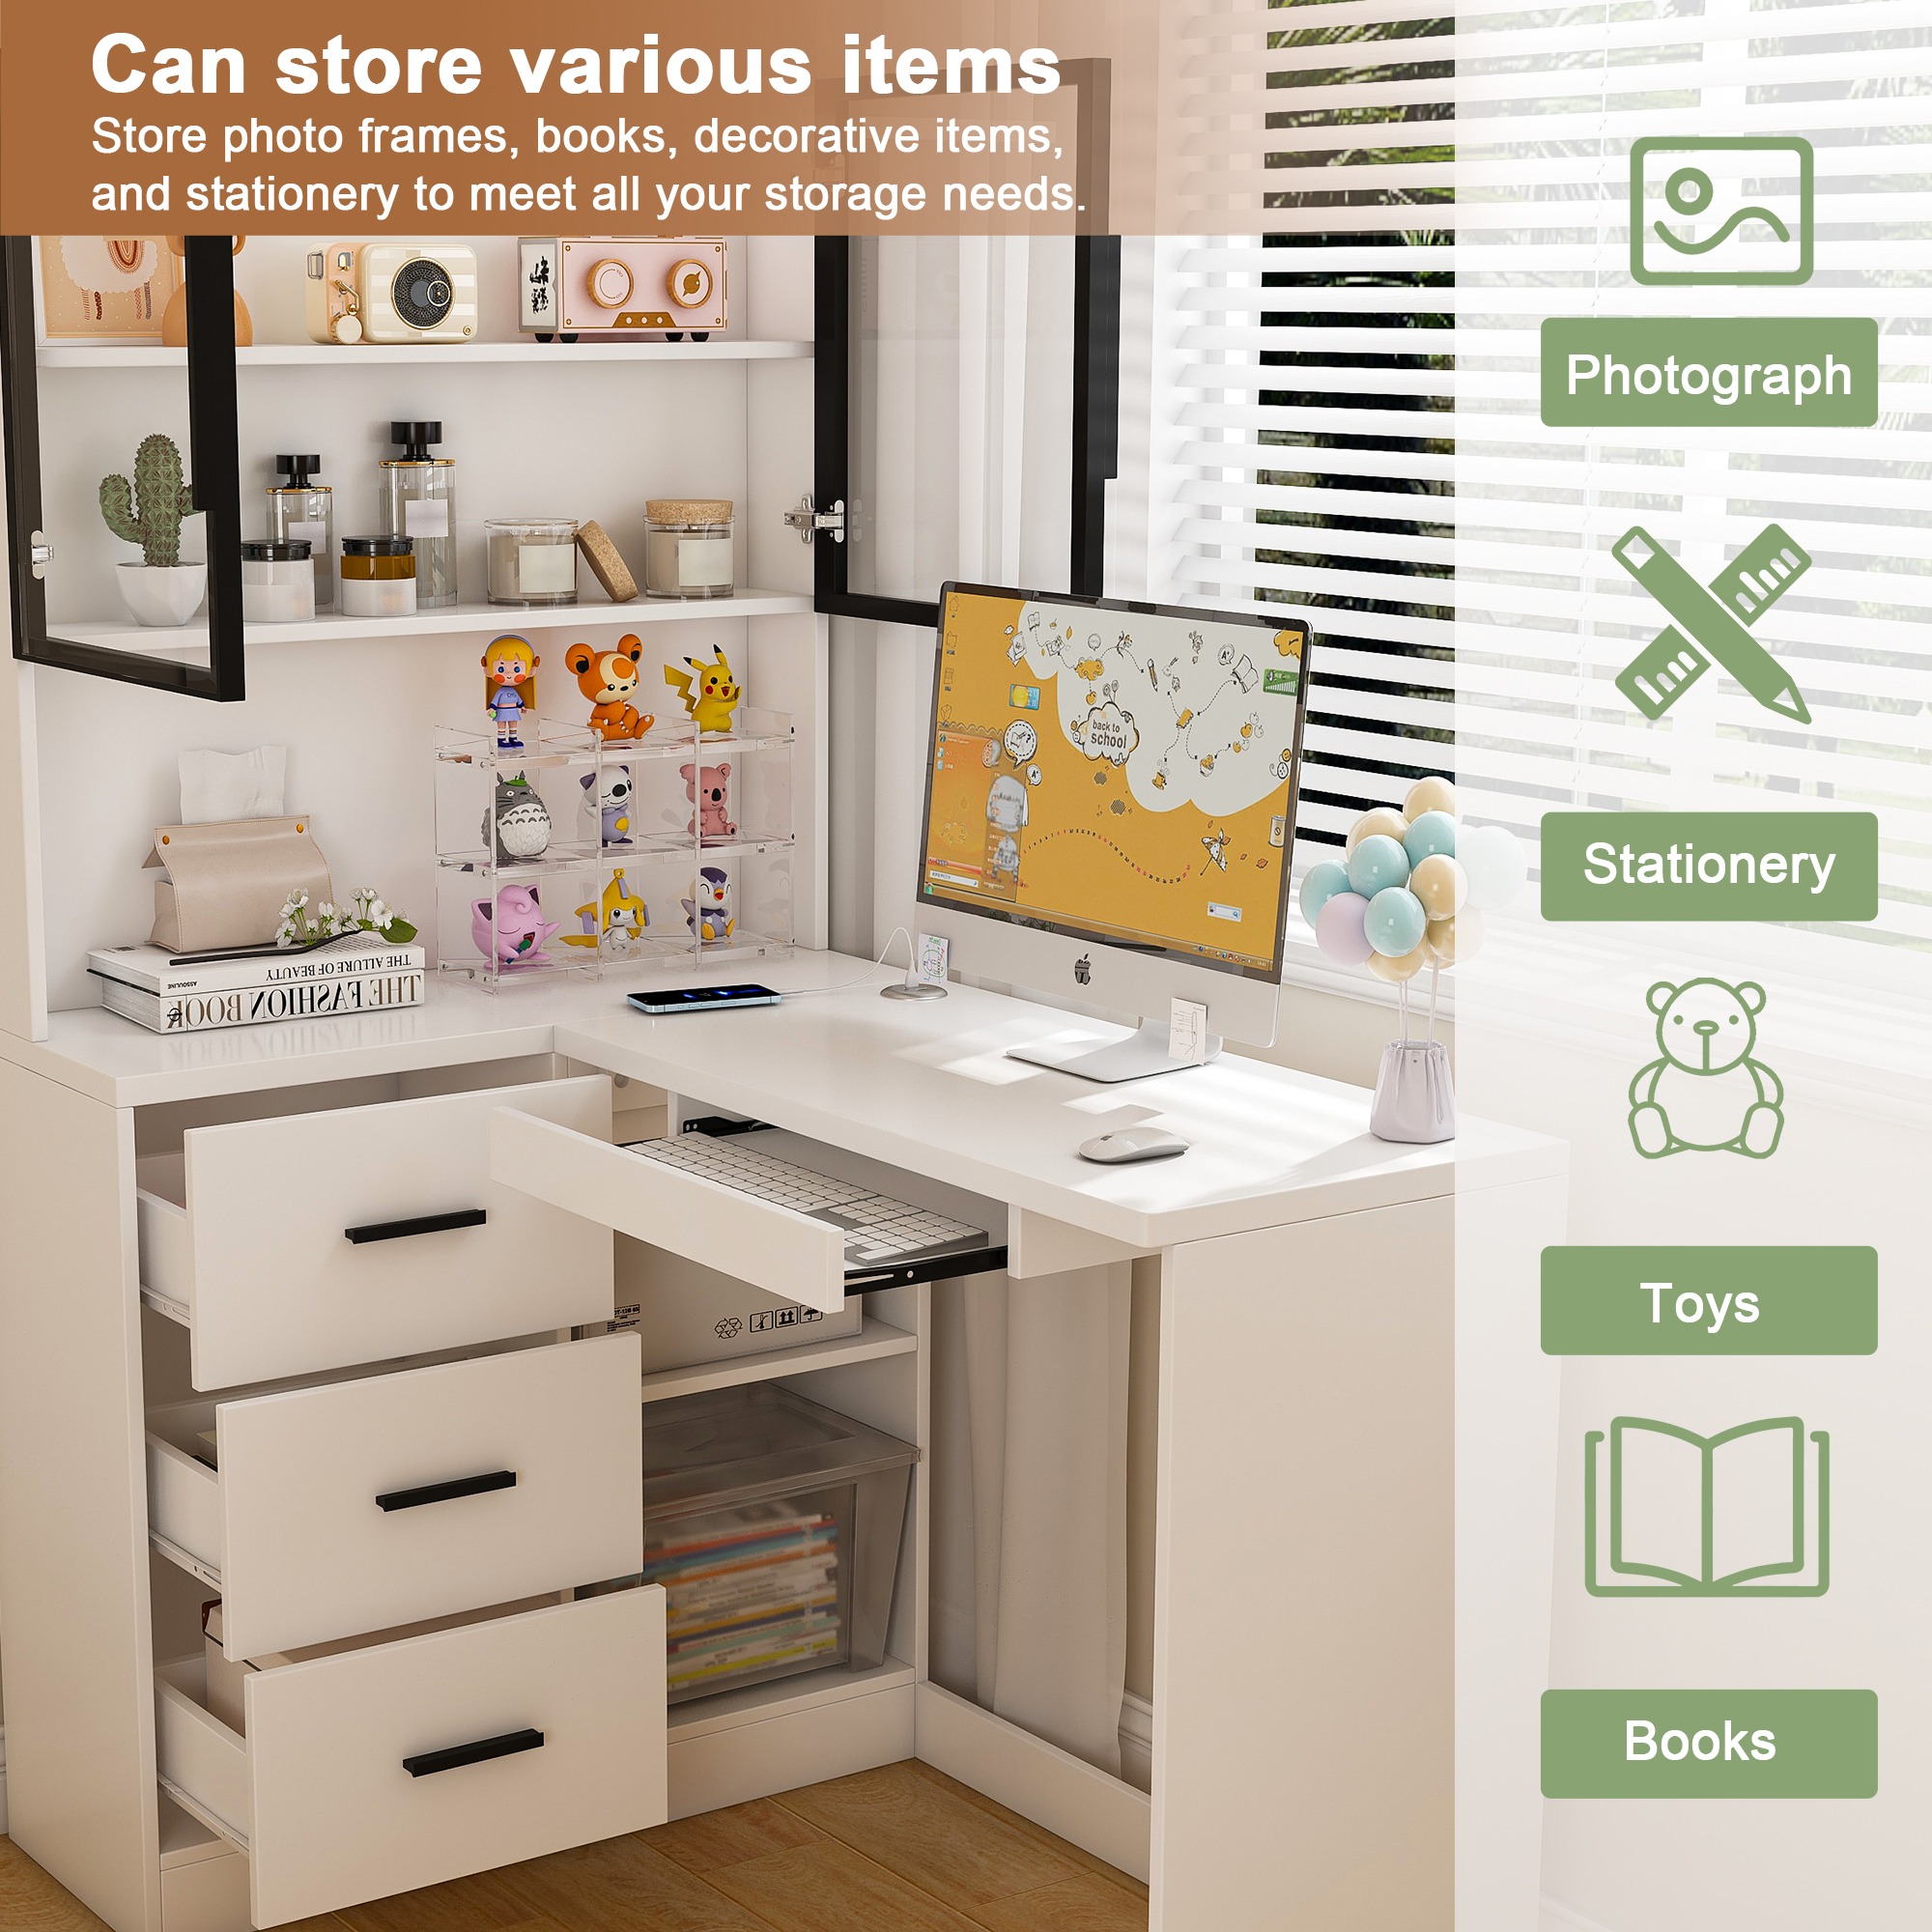 Can store various items
Store photo frames, books, decorative items,
and stationery to meet all your storage needs.
Photograph
Stationery
Toys
Books
back to
school
THE ALLURE OF BEAUTY
ASSOULINE
THE FASHION BOOK